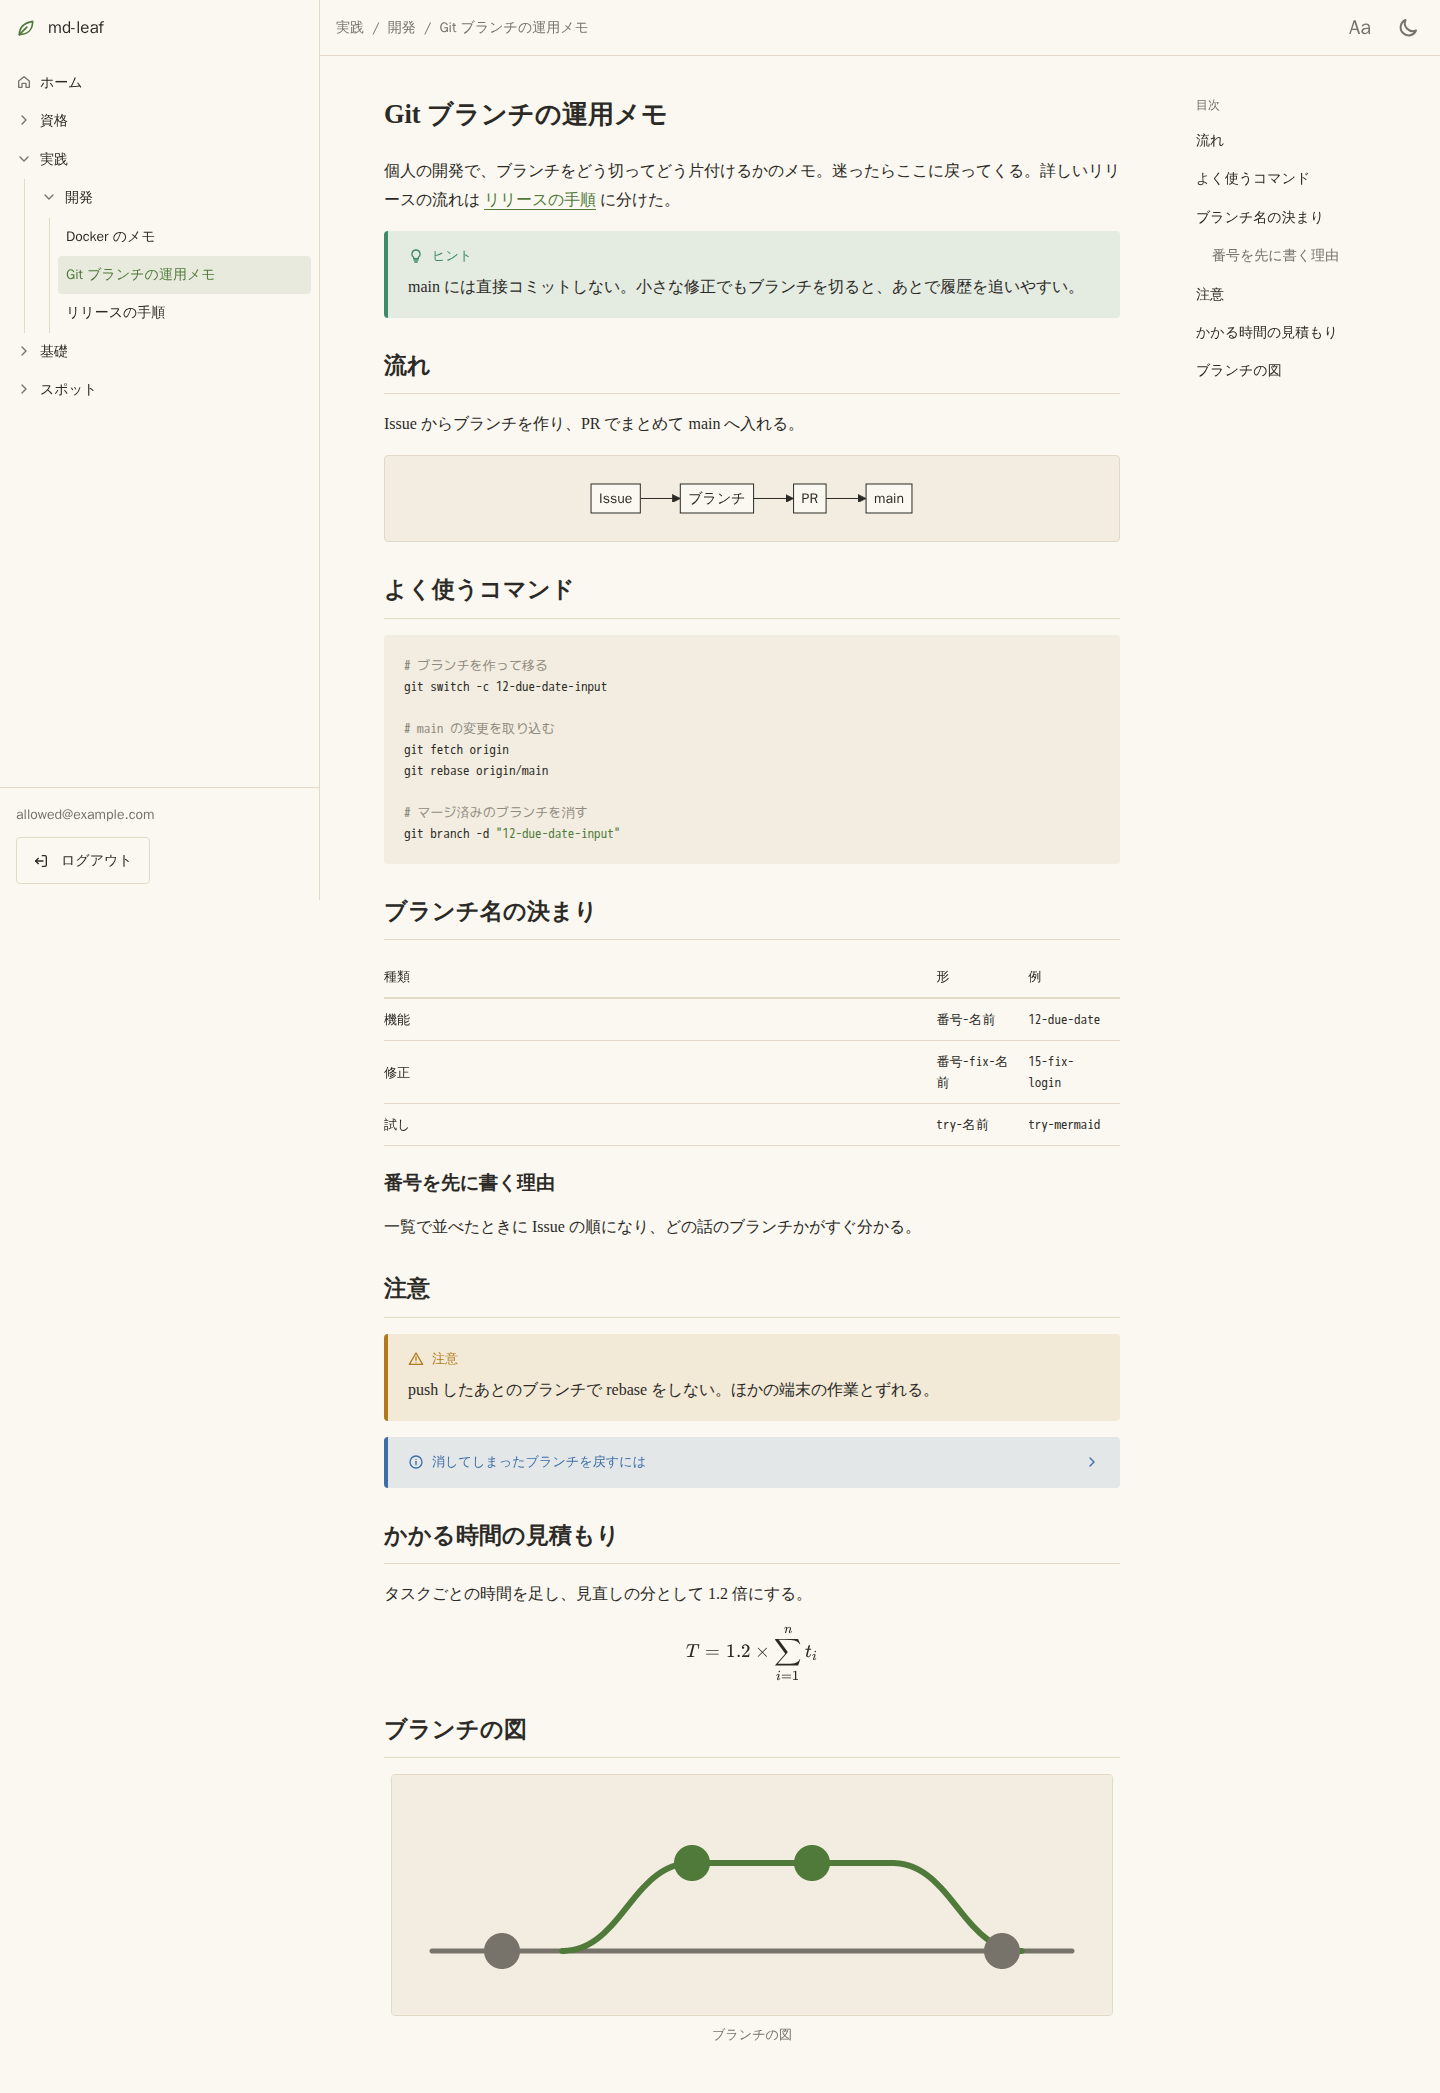 md-leaf
ホーム
資格
実践
開発
Docker のメモ
Git ブランチの運用メモ
リリースの手順
基礎
スポット
allowed@example.com
ログアウト
実践 / 開発 / Git ブランチの運用メモ
Aa
Git ブランチの運用メモ
個人の開発で、ブランチをどう切ってどう片付けるかのメモ。迷ったらここに戻ってくる。詳しいリリ
ースの流れは リリースの手順 に分けた。
ヒント
main には直接コミットしない。小さな修正でもブランチを切ると、あとで履歴を追いやすい。
流れ
Issue からブランチを作り、PR でまとめて main へ入れる。
Issue ブランチ PR main
よく使うコマンド
# ブランチを作って移る
git switch -c 12-due-date-input
# main の変更を取り込む
git fetch origin
git rebase origin/main
# マージ済みのブランチを消す
git branch -d "12-due-date-input"
ブランチ名の決まり
種類 形 例
機能 番号-名前 12-due-date
修正 番号-fix-名前 15-fix-login
試し try-名前 try-mermaid
番号を先に書く理由
一覧で並べたときに Issue の順になり、どの話のブランチかがすぐ分かる。
注意
注意
push したあとのブランチで rebase をしない。ほかの端末の作業とずれる。
消してしまったブランチを戻すには
かかる時間の見積もり
タスクごとの時間を足し、見直しの分として 1.2 倍にする。
T = 1.2 × ∑_{i=1}^{n} t_i
ブランチの図
ブランチの図
目次
流れ
よく使うコマンド
ブランチ名の決まり
番号を先に書く理由
注意
かかる時間の見積もり
ブランチの図